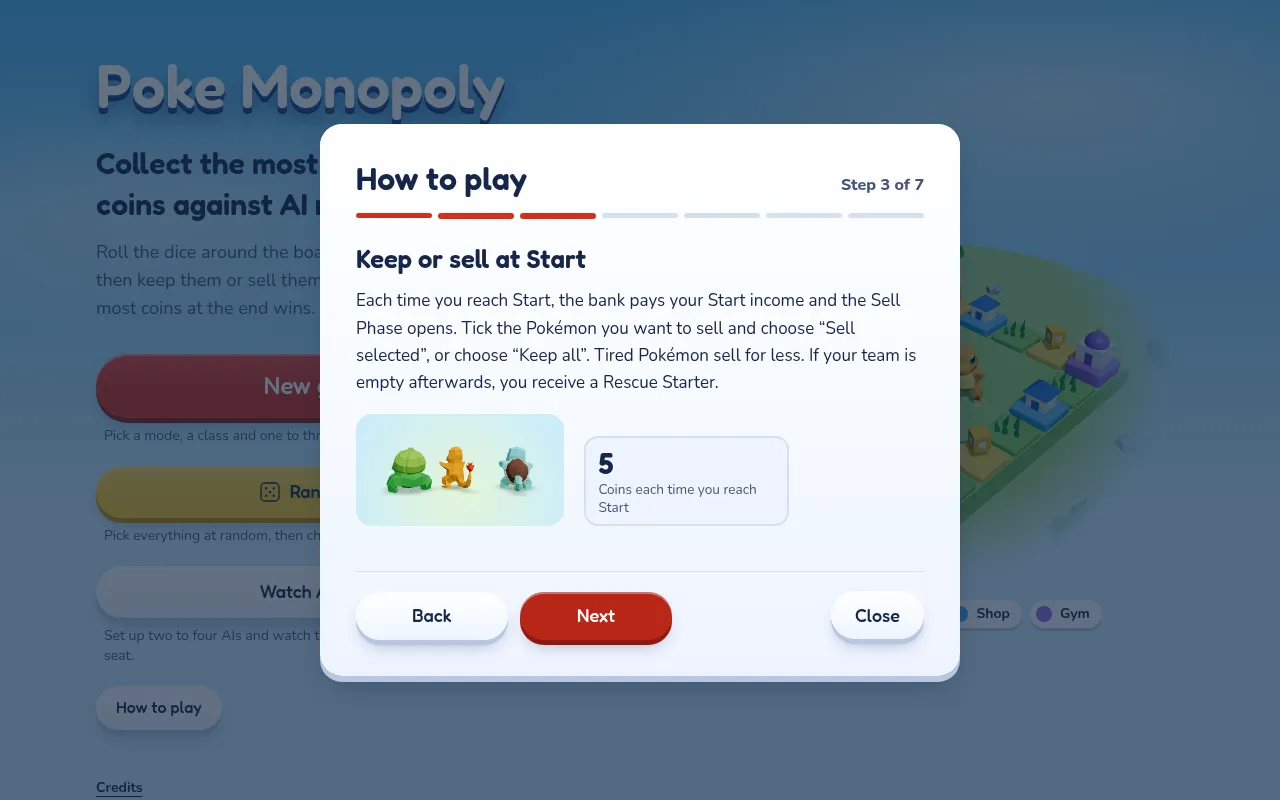 Poke Monopoly
Collect the most
coins against AI
Roll the dice around the
then keep them or sell them
most coins at the end wins.
New
Pick a mode, a class and one to
Pick everything at random, then
Watch
Set up two to four AIs and watch
seat.
How to play
Credits
How to play
Step 3 of 7
Keep or sell at Start
Each time you reach Start, the bank pays your Start income and the Sell
Phase opens. Tick the Pokémon you want to sell and choose “Sell
selected”, or choose “Keep all”. Tired Pokémon sell for less. If your team is
empty afterwards, you receive a Rescue Starter.
5
Coins each time you reach
Start
Back
Next
Close
Shop
Gym